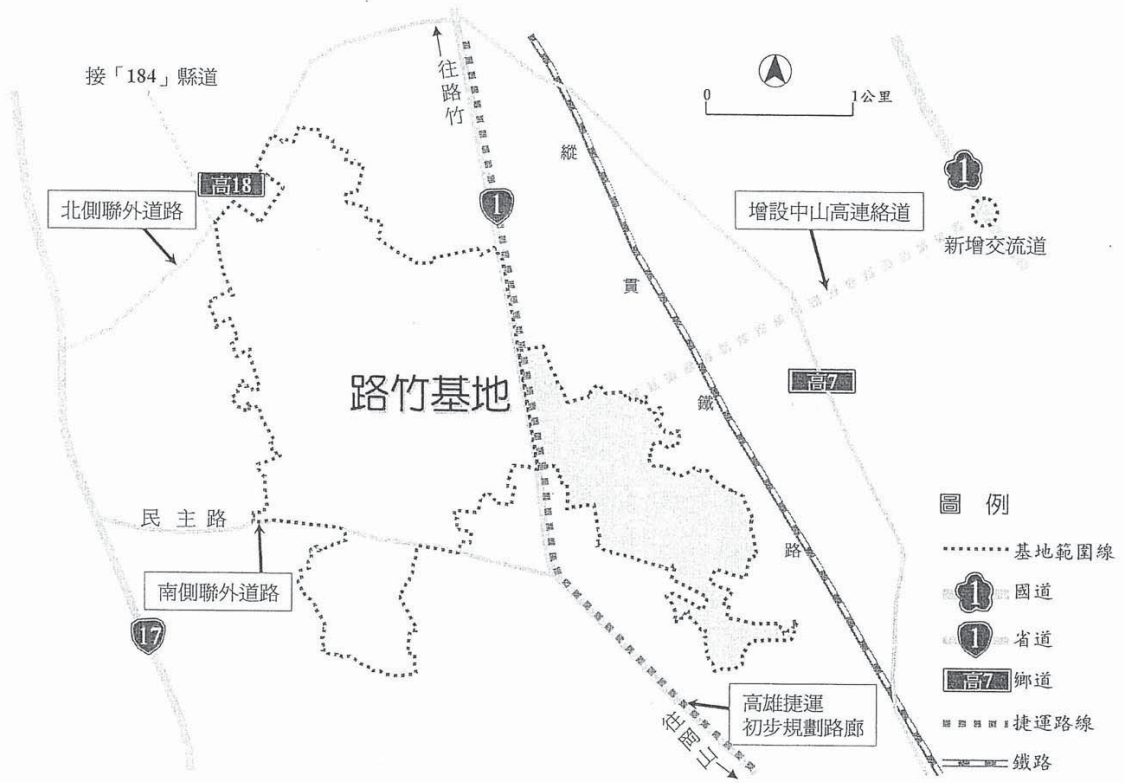 接「184」縣道
往路竹
0
1公里
縱貫鐵路
1
高18
北側聯外道路
1
增設中山高連絡道
新增交流道
路竹基地
高7
民主路
南側聯外道路
17
高雄捷運
初步規劃路廊
往岡山
圖 例
基地範圍線
1 國道
1 省道
高7 鄉道
捷運路線
鐵路